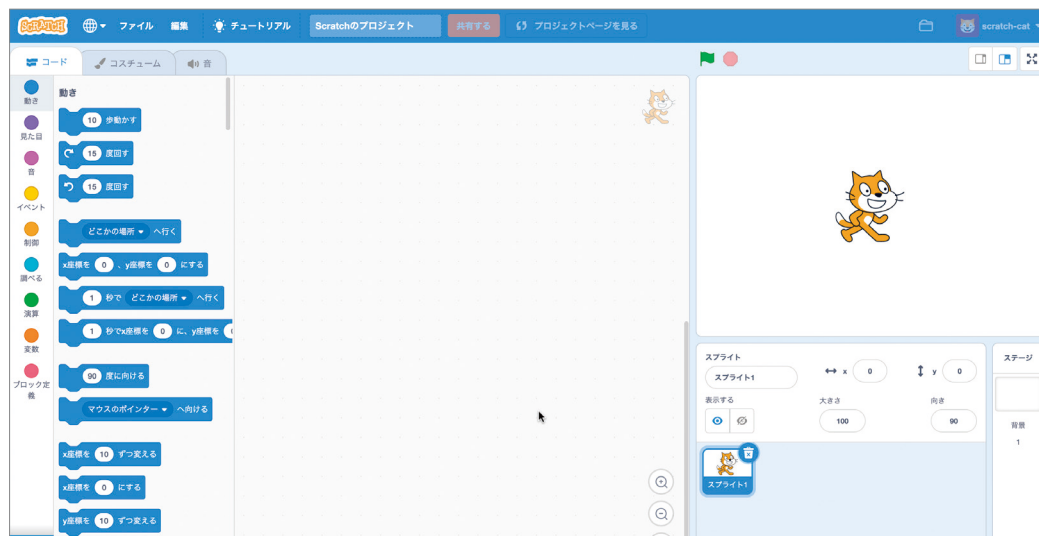 SCRATCH ファイル 編集 チュートリアル Scratchのプロジェクト 共有する プロジェクトページを見る scratch-cat
コード コスチューム 音
動き
見た目
音
イベント
制御
調べる
演算
変数
ブロック定
義
動き
10 歩動かす
15 度回す
15 度回す
どこかの場所 へ行く
x座標を 0 、y座標を 0 にする
1 秒で どこかの場所 へ行く
1 秒でx座標を 0 に、y座標を
90 度に向ける
マウスのポインター へ向ける
x座標を 10 ずつ変える
x座標を 0 にする
y座標を 10 ずつ変える
スプライト
スプライト1 x 0 y 0
表示する 大きさ 向き
100 90
スプライト1
ステージ
背景
1